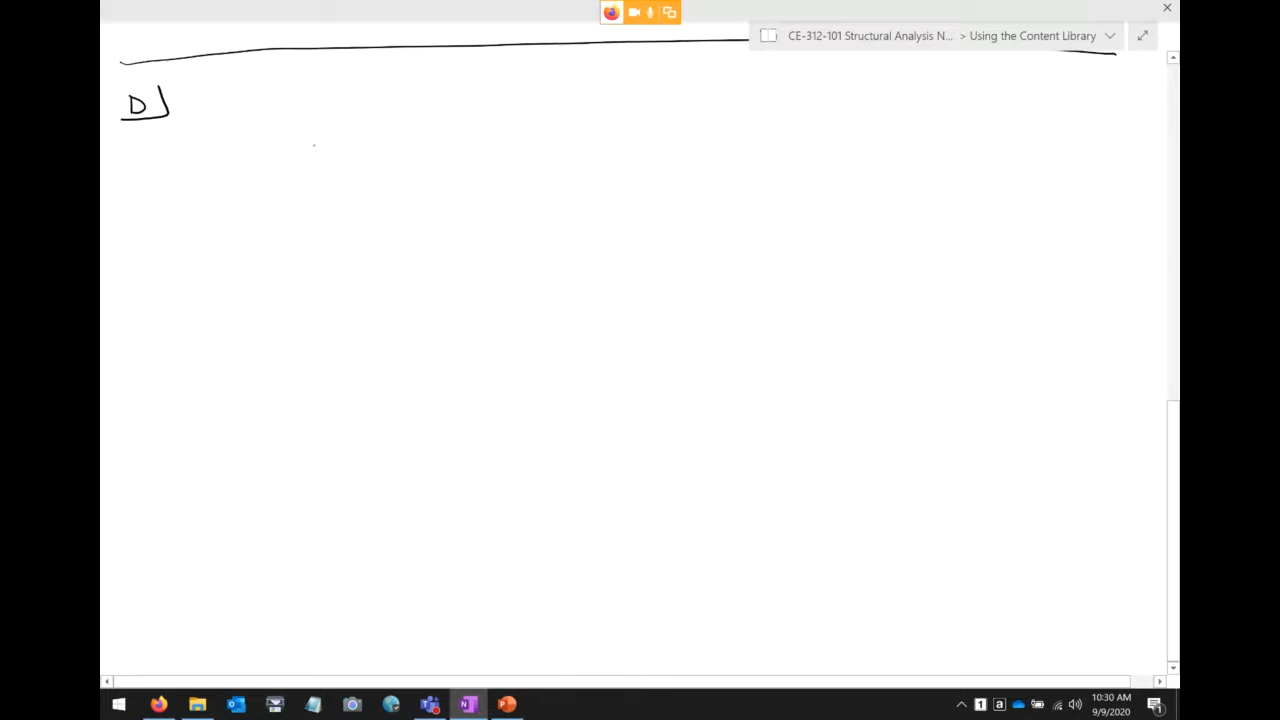 CE-312-101 Structural Analysis N... > Using the Content Library
D)
10:30 AM
9/9/2020